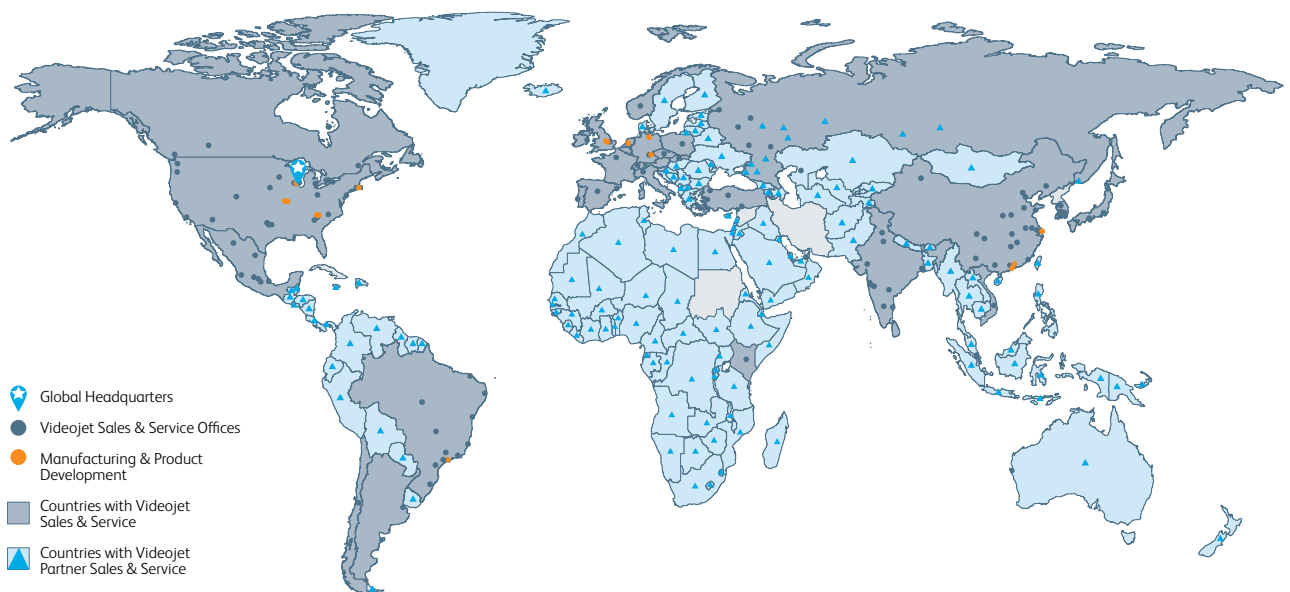 Global Headquarters
Videojet Sales & Service Offices
Manufacturing & Product
Development
Countries with Videojet
Sales & Service
Countries with Videojet
Partner Sales & Service